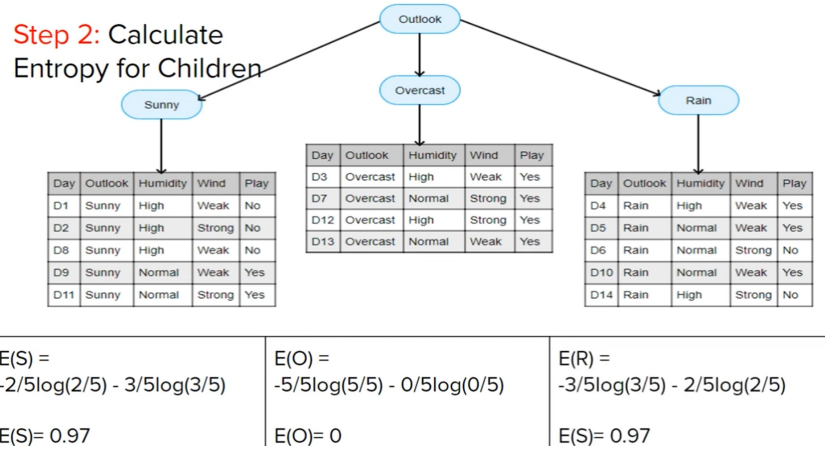 Step 2: Calculate
Entropy for Children
Outlook
Sunny
Overcast
Rain
Day Outlook Humidity Wind Play
D1 Sunny High Weak No
D2 Sunny High Strong No
D8 Sunny High Weak No
D9 Sunny Normal Weak Yes
D11 Sunny Normal Strong Yes
Day Outlook Humidity Wind Play
D3 Overcast High Weak Yes
D7 Overcast Normal Strong Yes
D12 Overcast High Strong Yes
D13 Overcast Normal Weak Yes
Day Outlook Humidity Wind Play
D4 Rain High Weak Yes
D5 Rain Normal Weak Yes
D6 Rain Normal Strong No
D10 Rain Normal Weak Yes
D14 Rain High Strong No
E(S) =
-2/5log(2/5) - 3/5log(3/5)
E(S)= 0.97
E(O) =
-5/5log(5/5) - 0/5log(0/5)
E(O)= 0
E(R) =
-3/5log(3/5) - 2/5log(2/5)
E(S)= 0.97